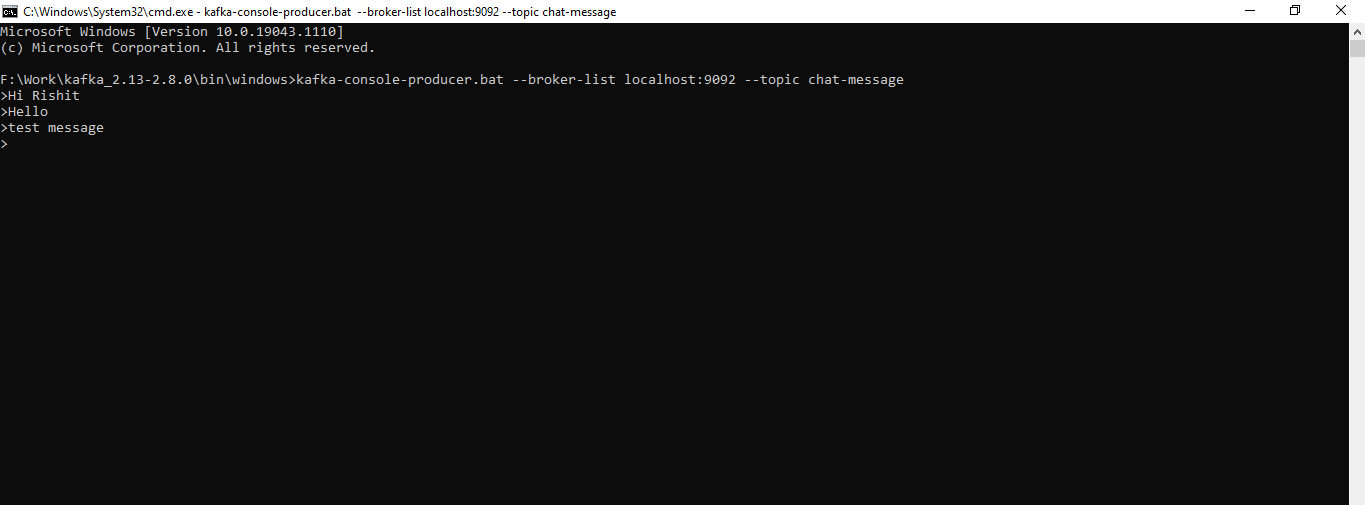 C:\Windows\System32\cmd.exe - kafka-console-producer.bat  --broker-list localhost:9092 --topic chat-message
Microsoft Windows [Version 10.0.19043.1110]
(c) Microsoft Corporation. All rights reserved.
F:\Work\kafka_2.13-2.8.0\bin\windows>kafka-console-producer.bat --broker-list localhost:9092 --topic chat-message
>Hi Rishit
>Hello
>test message
>